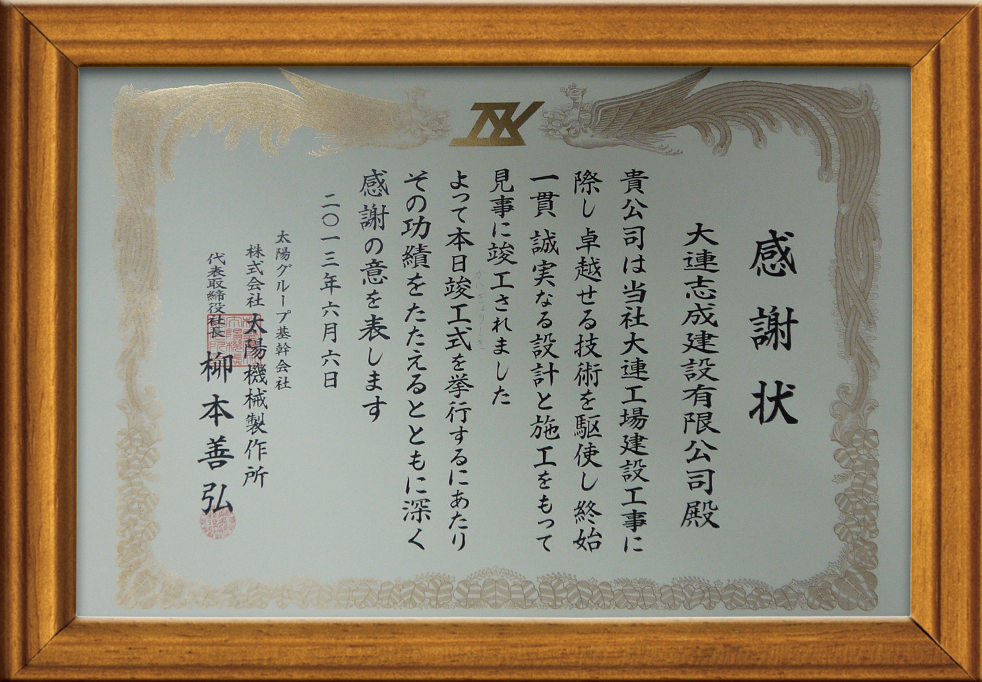 感謝状
大連志成建設有限公司殿
貴公司は当社大連工場建設工事に
際し卓越せる技術を駆使し終始
一貫誠実なる設計と施工をもって
見事に竣工されました
よって本日竣工式を挙行するにあたり
その功績をたたえるとともに深く
感謝の意を表します
二〇一三年六月六日
太陽グループ基幹会社
株式会社太陽機械製作所
代表取締役社長 柳本善弘